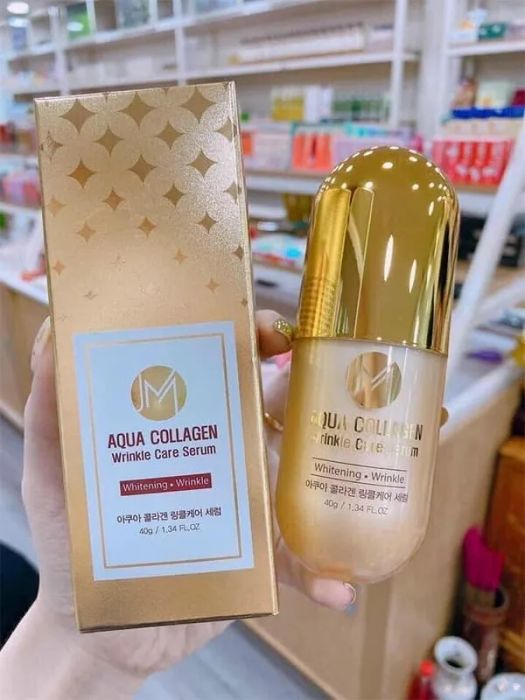 JM
AQUA COLLAGEN
Wrinkle Care Serum
Whitening • Wrinkle
아쿠아 콜라겐 링클케어 세럼
40g / 1.34 FL.OZ
JM
AQUA COLLAGEN
Wrinkle Care Serum
Whitening • Wrinkle
아쿠아 콜라겐 링클케어 세럼
40g / 1.34 FL.OZ